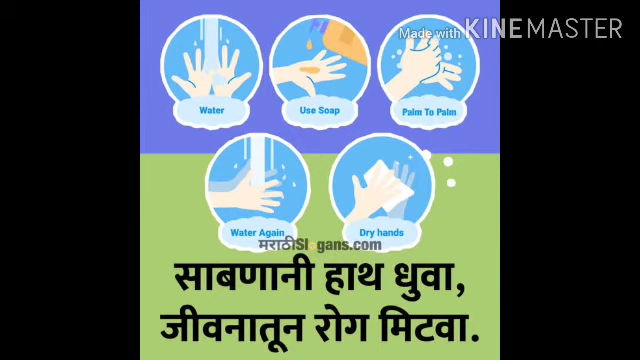 Made with KINEMASTER
Water
Use Soap
Palm To Palm
Water Again
Dry hands
मराठीSlogans.com
साबणानी हाथ धुवा,
जीवनातून रोग मिटवा.